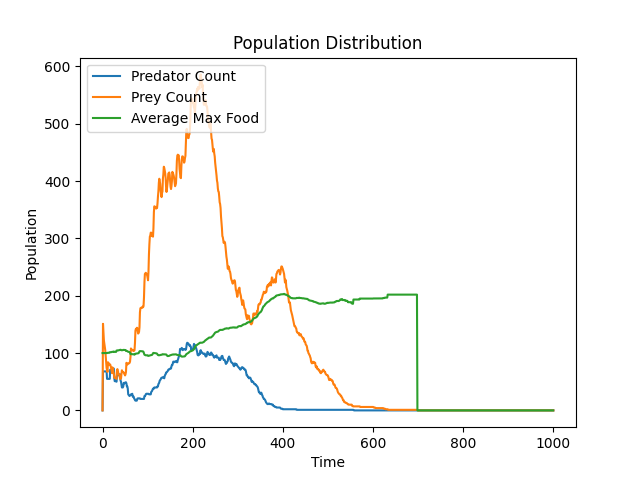 Population Distribution
Predator Count
Prey Count
Average Max Food
600
500
400
300
200
100
0
Population
0 200 400 600 800 1000
Time